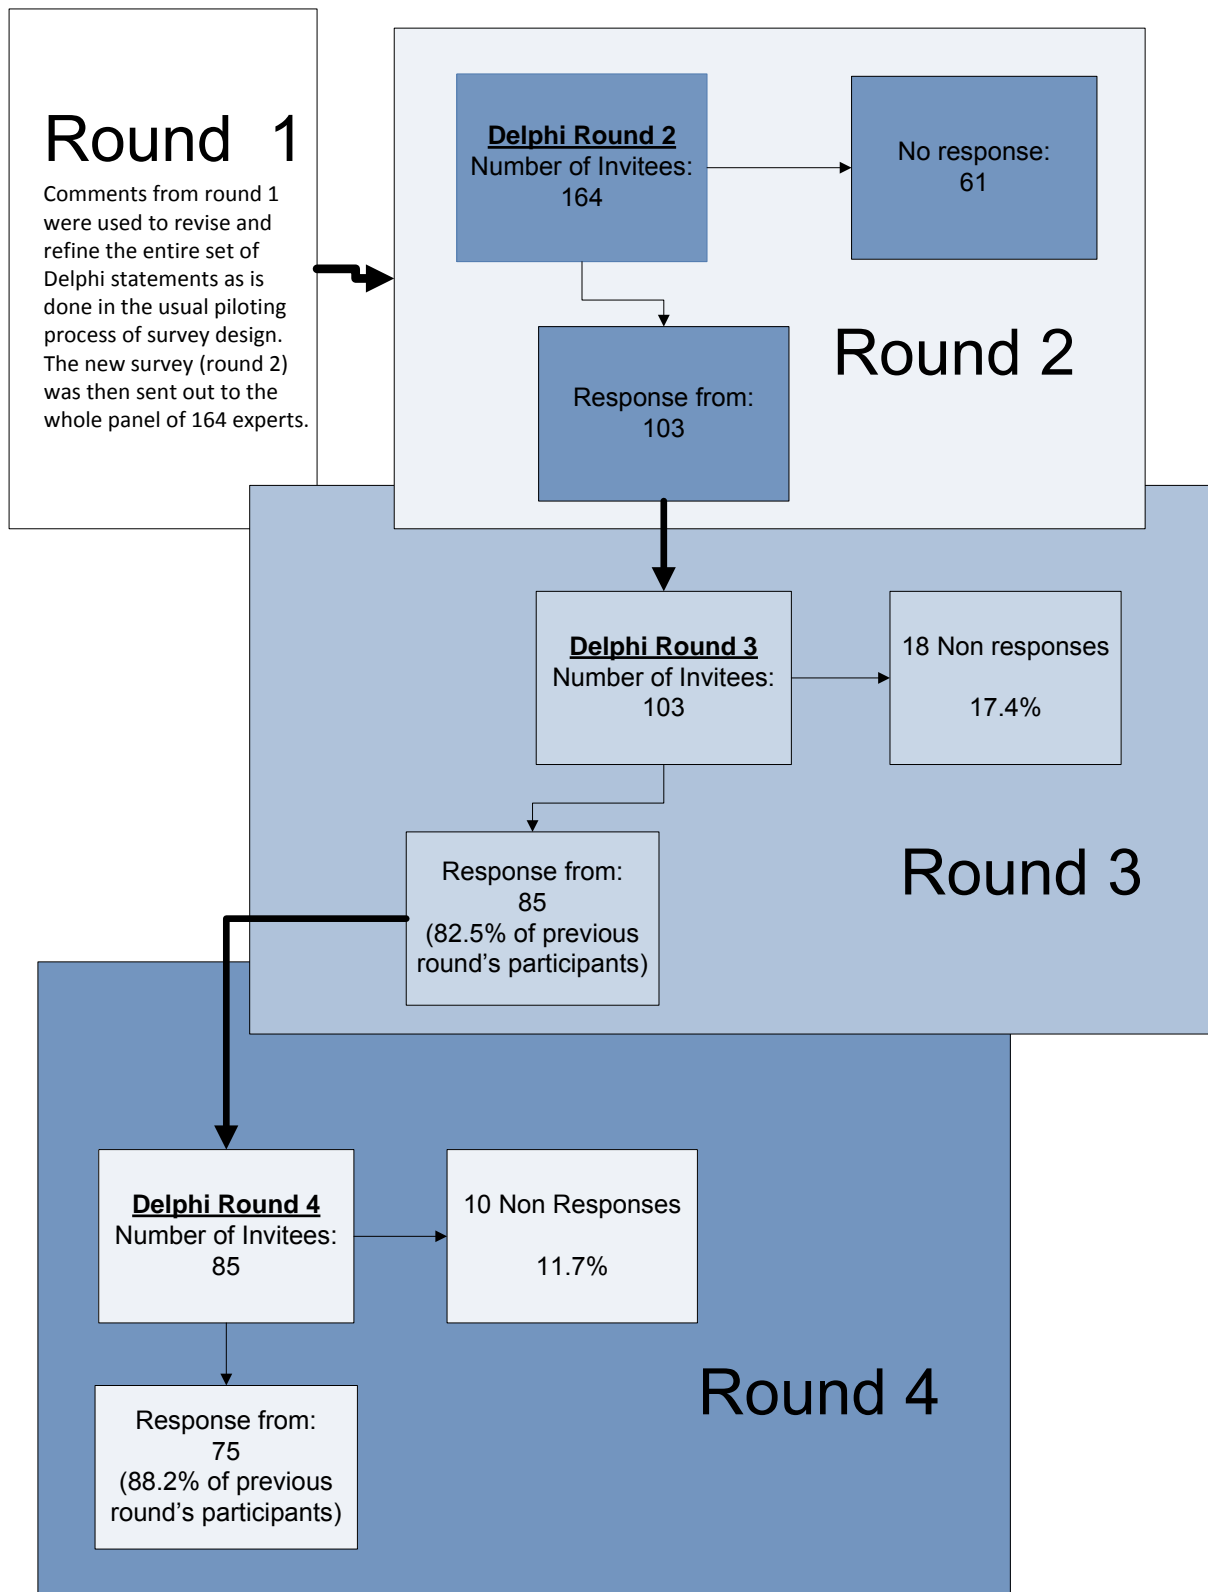 Round 1
Comments from round 1
were used to revise and
refine the entire set of
Delphi statements as is
done in the usual piloting
process of survey design.
The new survey (round 2)
was then sent out to the
whole panel of 164 experts.
Delphi Round 2
Number of Invitees:
164
No response:
61
Response from:
103
Round 2
Delphi Round 3
Number of Invitees:
103
18 Non responses
17.4%
Response from:
85
(82.5% of previous
round's participants)
Round 3
Delphi Round 4
Number of Invitees:
85
10 Non Responses
11.7%
Response from:
75
(88.2% of previous
round's participants)
Round 4